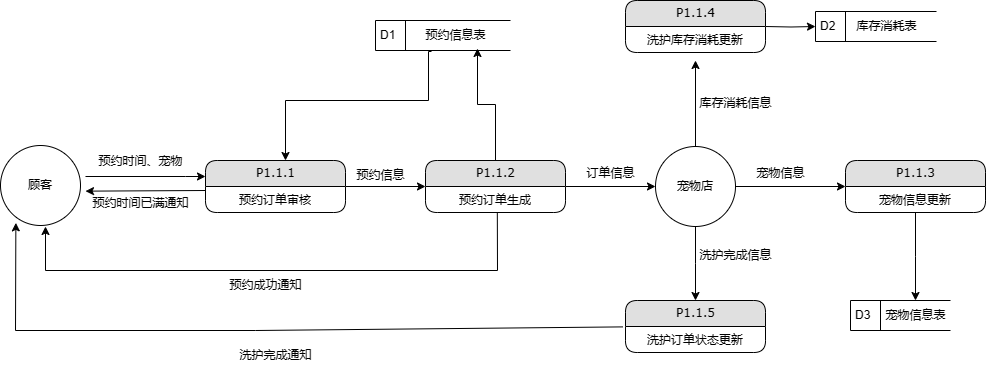 P1.1.4
洗护库存消耗更新
D2
库存消耗表
D1
预约信息表
库存消耗信息
顾客
预约时间、宠物
预约时间已满通知
P1.1.1
预约订单审核
预约信息
P1.1.2
预约订单生成
订单信息
宠物店
宠物信息
P1.1.3
宠物信息更新
洗护完成信息
预约成功通知
P1.1.5
洗护订单状态更新
D3
宠物信息表
洗护完成通知